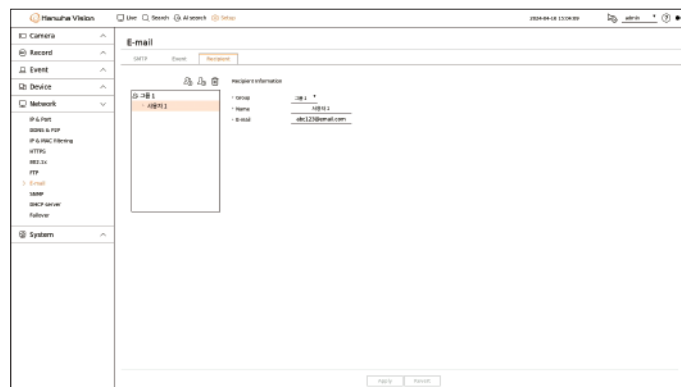 Hanwha Vision
Live Search AI search Setup
2024-04-18 15:04:09
admin
Camera
Record
Event
Device
Network
IP & Port
DDNS & P2P
IP & MAC Filtering
HTTPS
802.1x
FTP
E-mail
SNMP
DHCP server
Failover
System
E-mail
SMTP Event Recipient
그룹 1
사용자 1
Recipient Information
Group 그룹 1
Name 사용자 1
E-mail abc123@email.com
Apply Revert